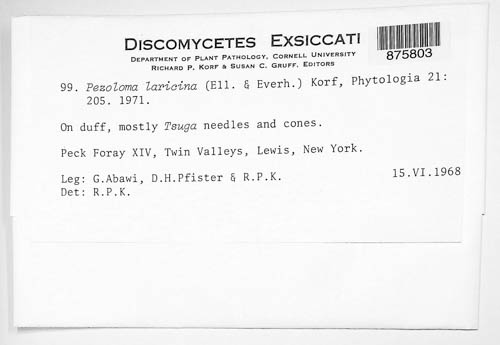 DISCOMYCETES EXSICCATI
DEPARTMENT OF PLANT PATHOLOGY, CORNELL UNIVERSITY
RICHARD P. KORF & SUSAN C. GRUFF, EDITORS
875803
99. Pezoloma laricina (Ell. & Everh.) Korf, Phytologia 21:
205. 1971.
On duff, mostly Tsuga needles and cones.
Peck Foray XIV, Twin Valleys, Lewis, New York.
Leg: G.Abawi, D.H.Pfister & R.P.K. 15.VI.1968
Det: R.P.K.